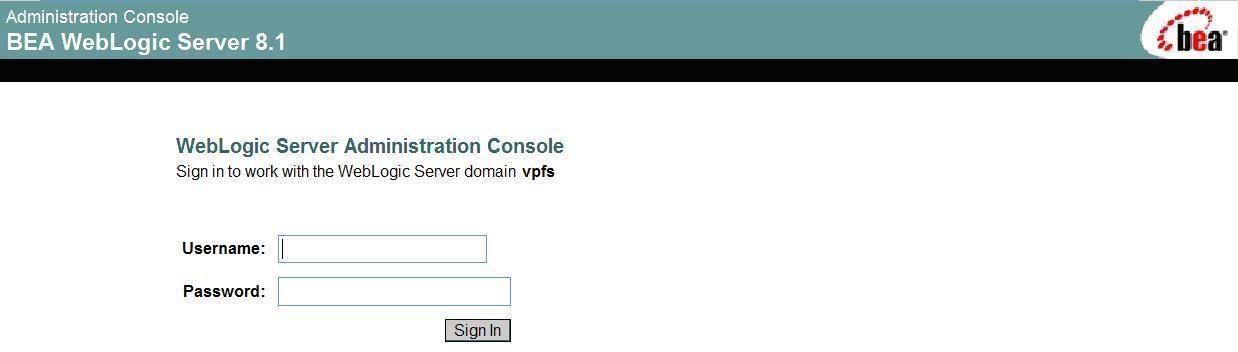 Administration Console
BEA WebLogic Server 8.1
bea®
WebLogic Server Administration Console
Sign in to work with the WebLogic Server domain vpfs
Username:
Password:
Sign In